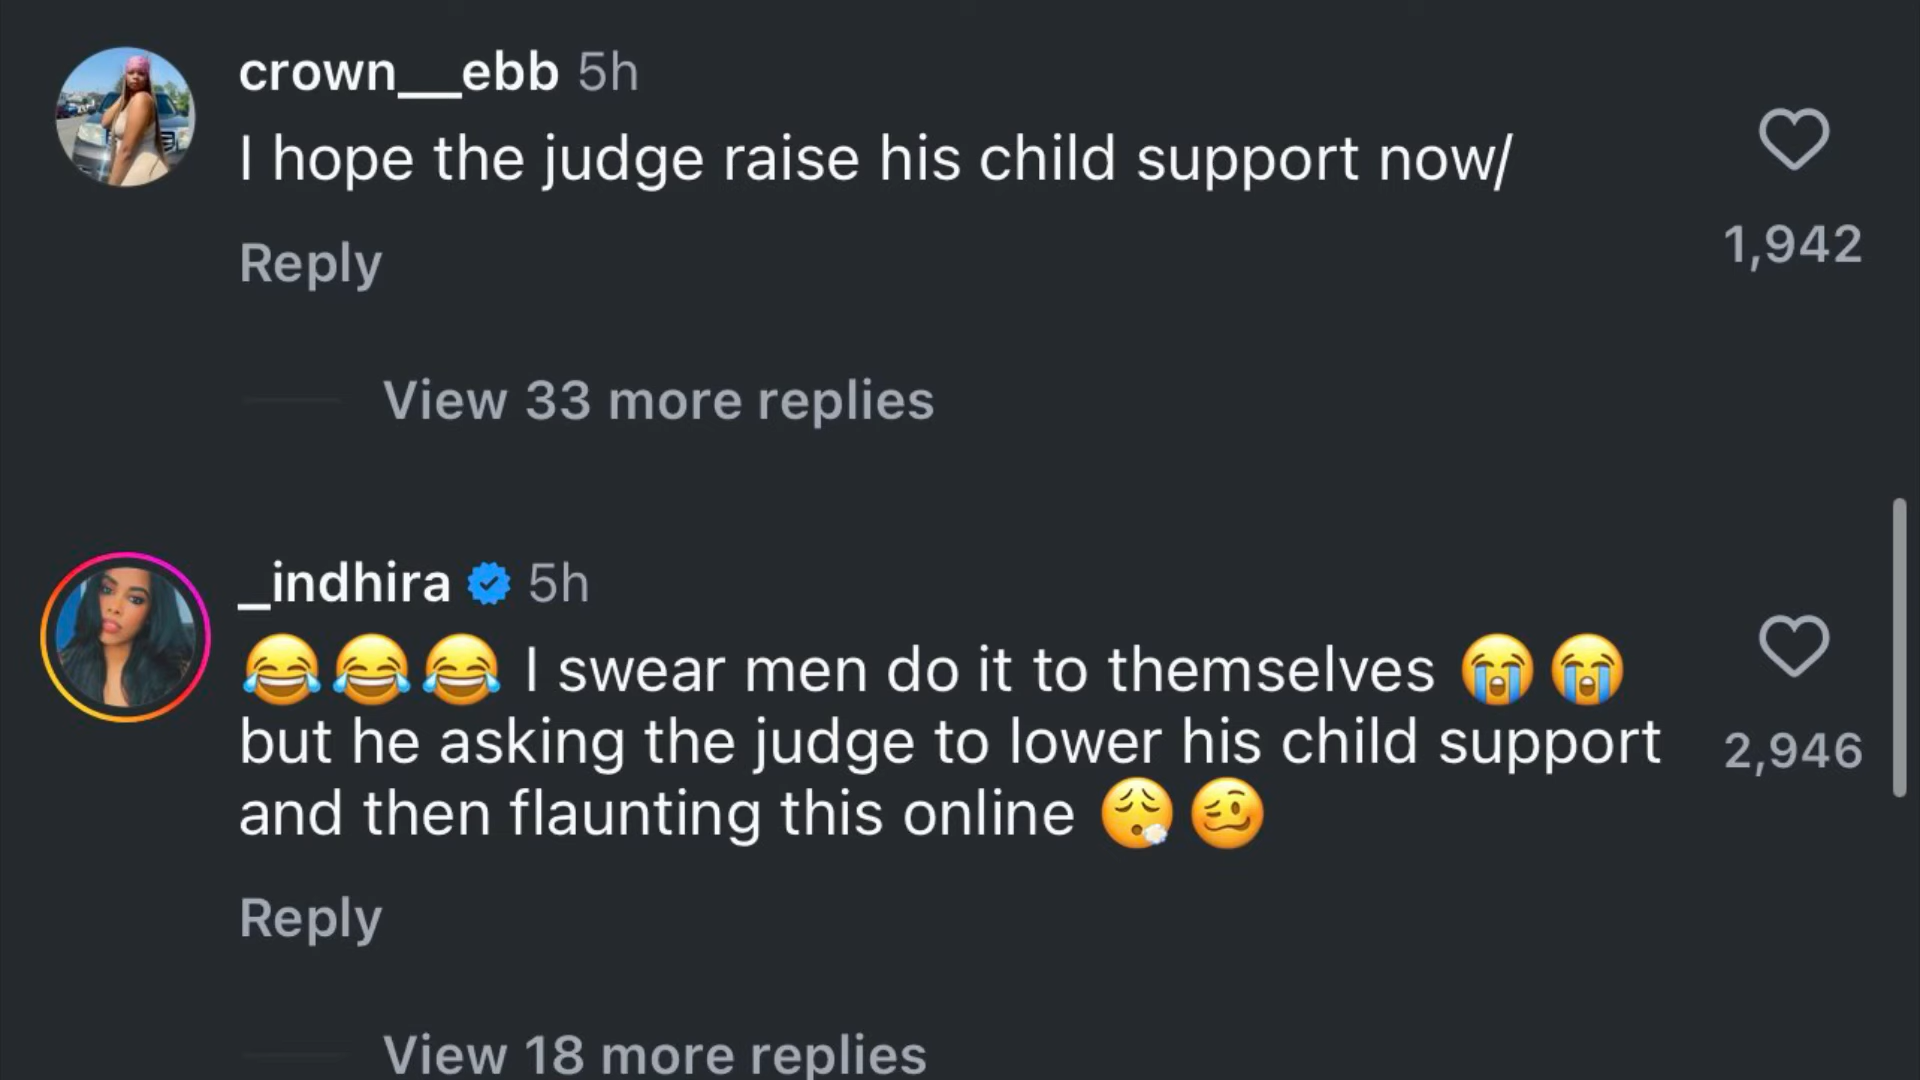 crown__ebb 5h
I hope the judge raise his child support now/
1,942
Reply
View 33 more replies
_indhira 5h
😂😂😂 I swear men do it to themselves 😭😭
but he asking the judge to lower his child support
and then flaunting this online 😮‍💨🥴
2,946
Reply
View 18 more replies